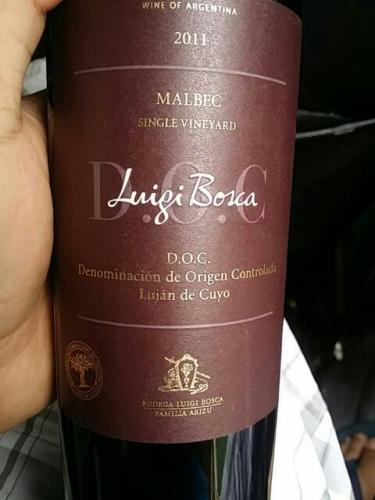 WINE OF ARGENTINA
2011
MALBEC
SINGLE VINEYARD
D.O.C
Luigi Bosca
D.O.C.
Denominación de Origen Controlada
Luján de Cuyo
BODEGA LUIGI BOSCA
FAMILIA ARIZU